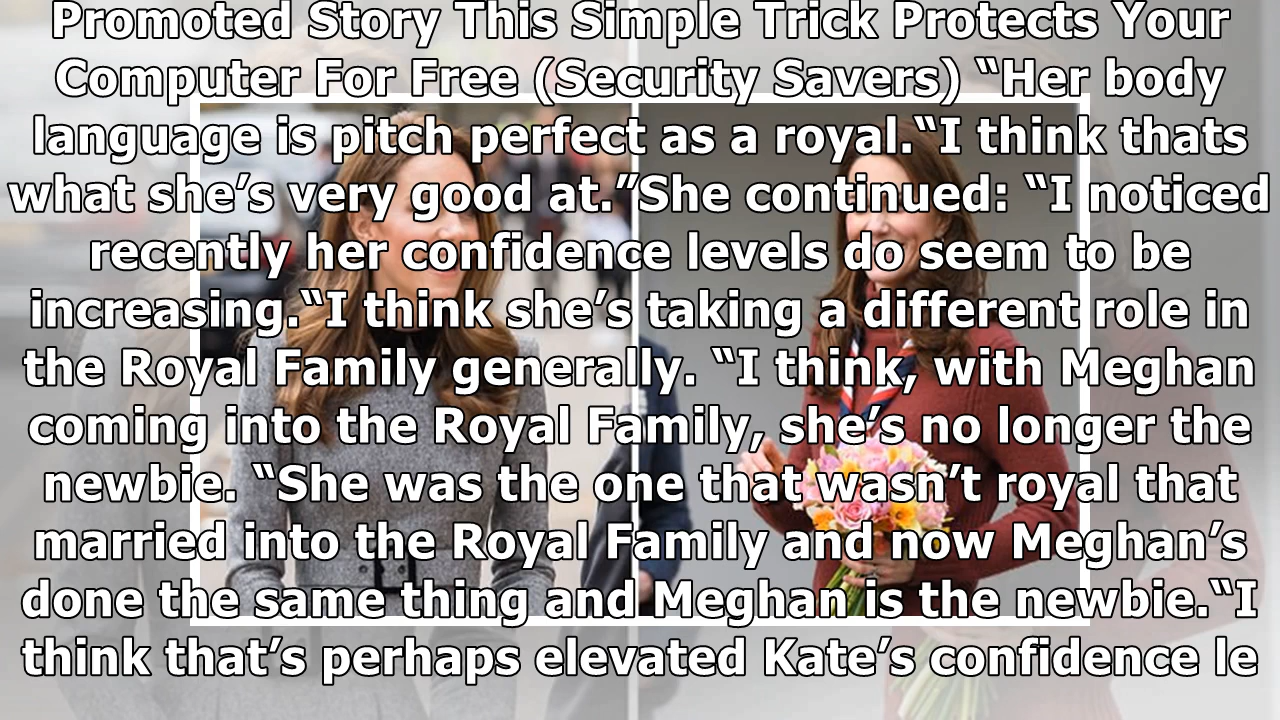 Promoted Story This Simple Trick Protects Your
Computer For Free (Security Savers) “Her body
language is pitch perfect as a royal.“I think thats
what she’s very good at.”She continued: “I noticed
recently her confidence levels do seem to be
increasing.“I think she’s taking a different role in
the Royal Family generally. “I think, with Meghan
coming into the Royal Family, she’s no longer the
newbie. “She was the one that wasn’t royal that
married into the Royal Family and now Meghan’s
done the same thing and Meghan is the newbie.“I
think that’s perhaps elevated Kate’s confidence le